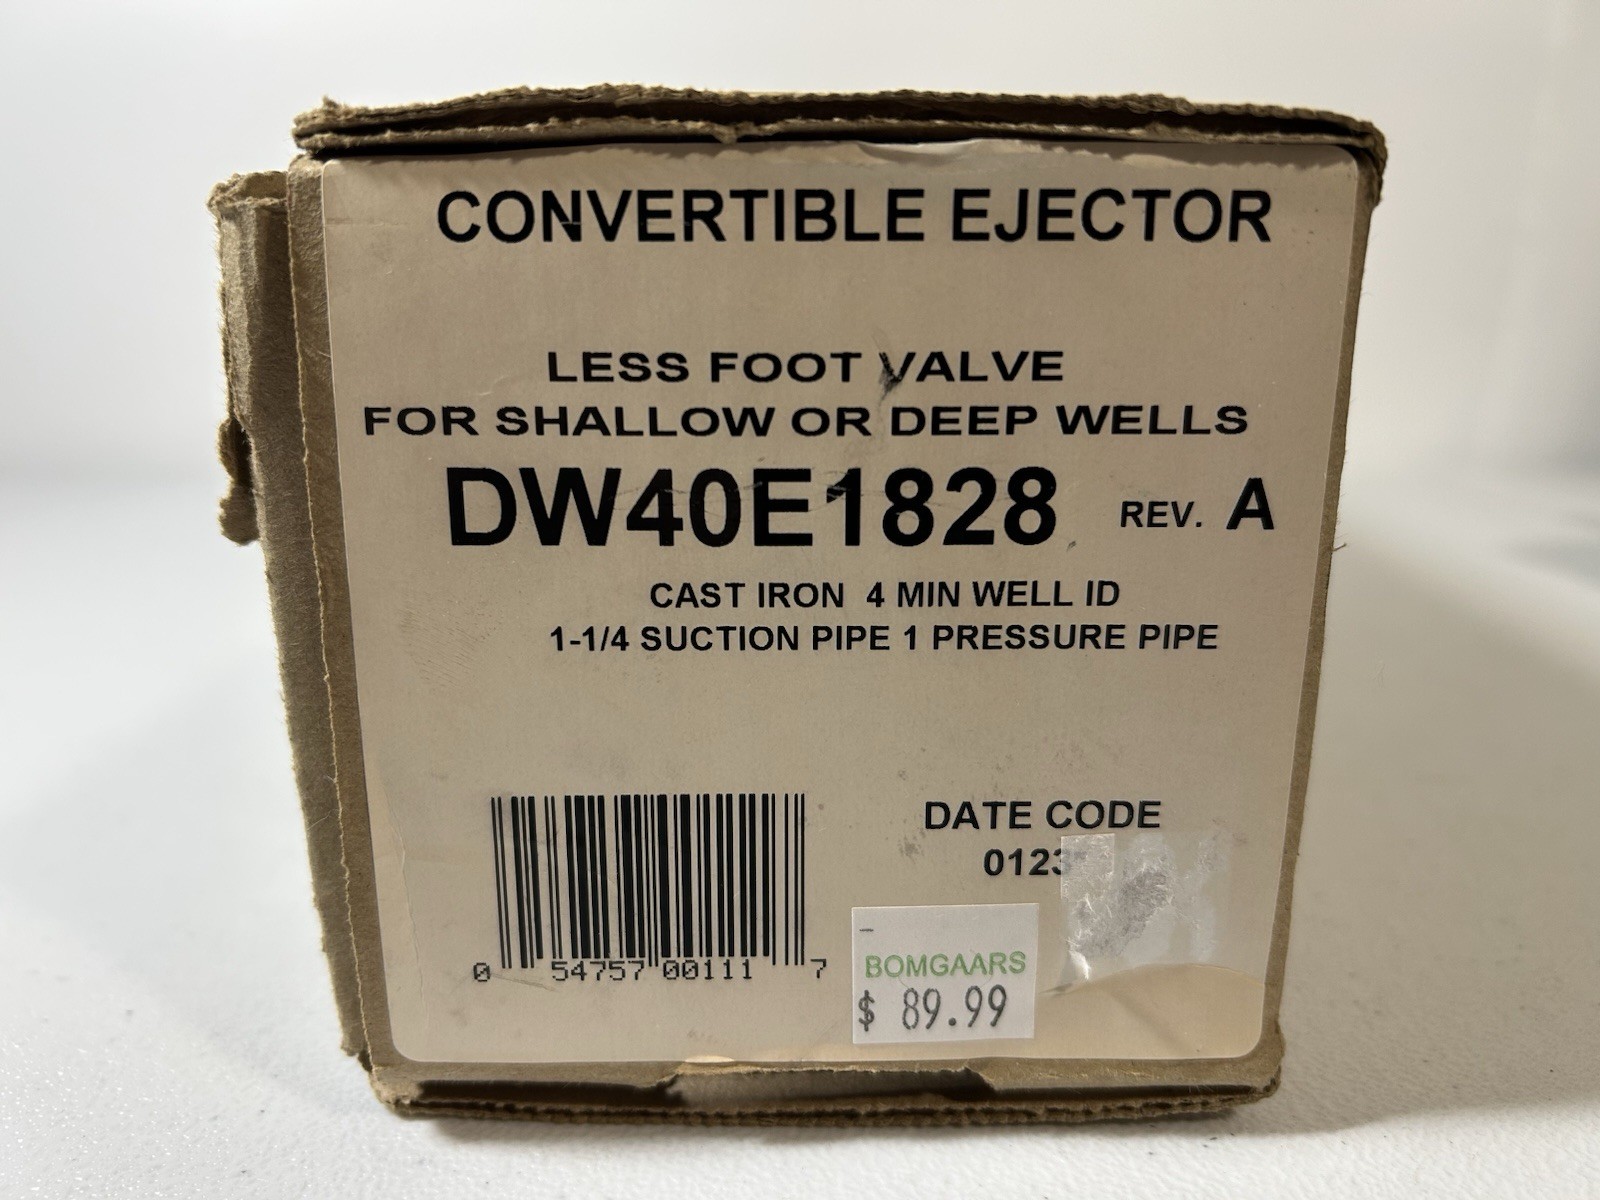 CONVERTIBLE EJECTOR
LESS FOOT VALVE
FOR SHALLOW OR DEEP WELLS
DW40E1828 REV. A
CAST IRON 4 MIN WELL ID
1-1/4 SUCTION PIPE 1 PRESSURE PIPE
DATE CODE
0 54757 00111 7
BOMGAARS
$ 89.99